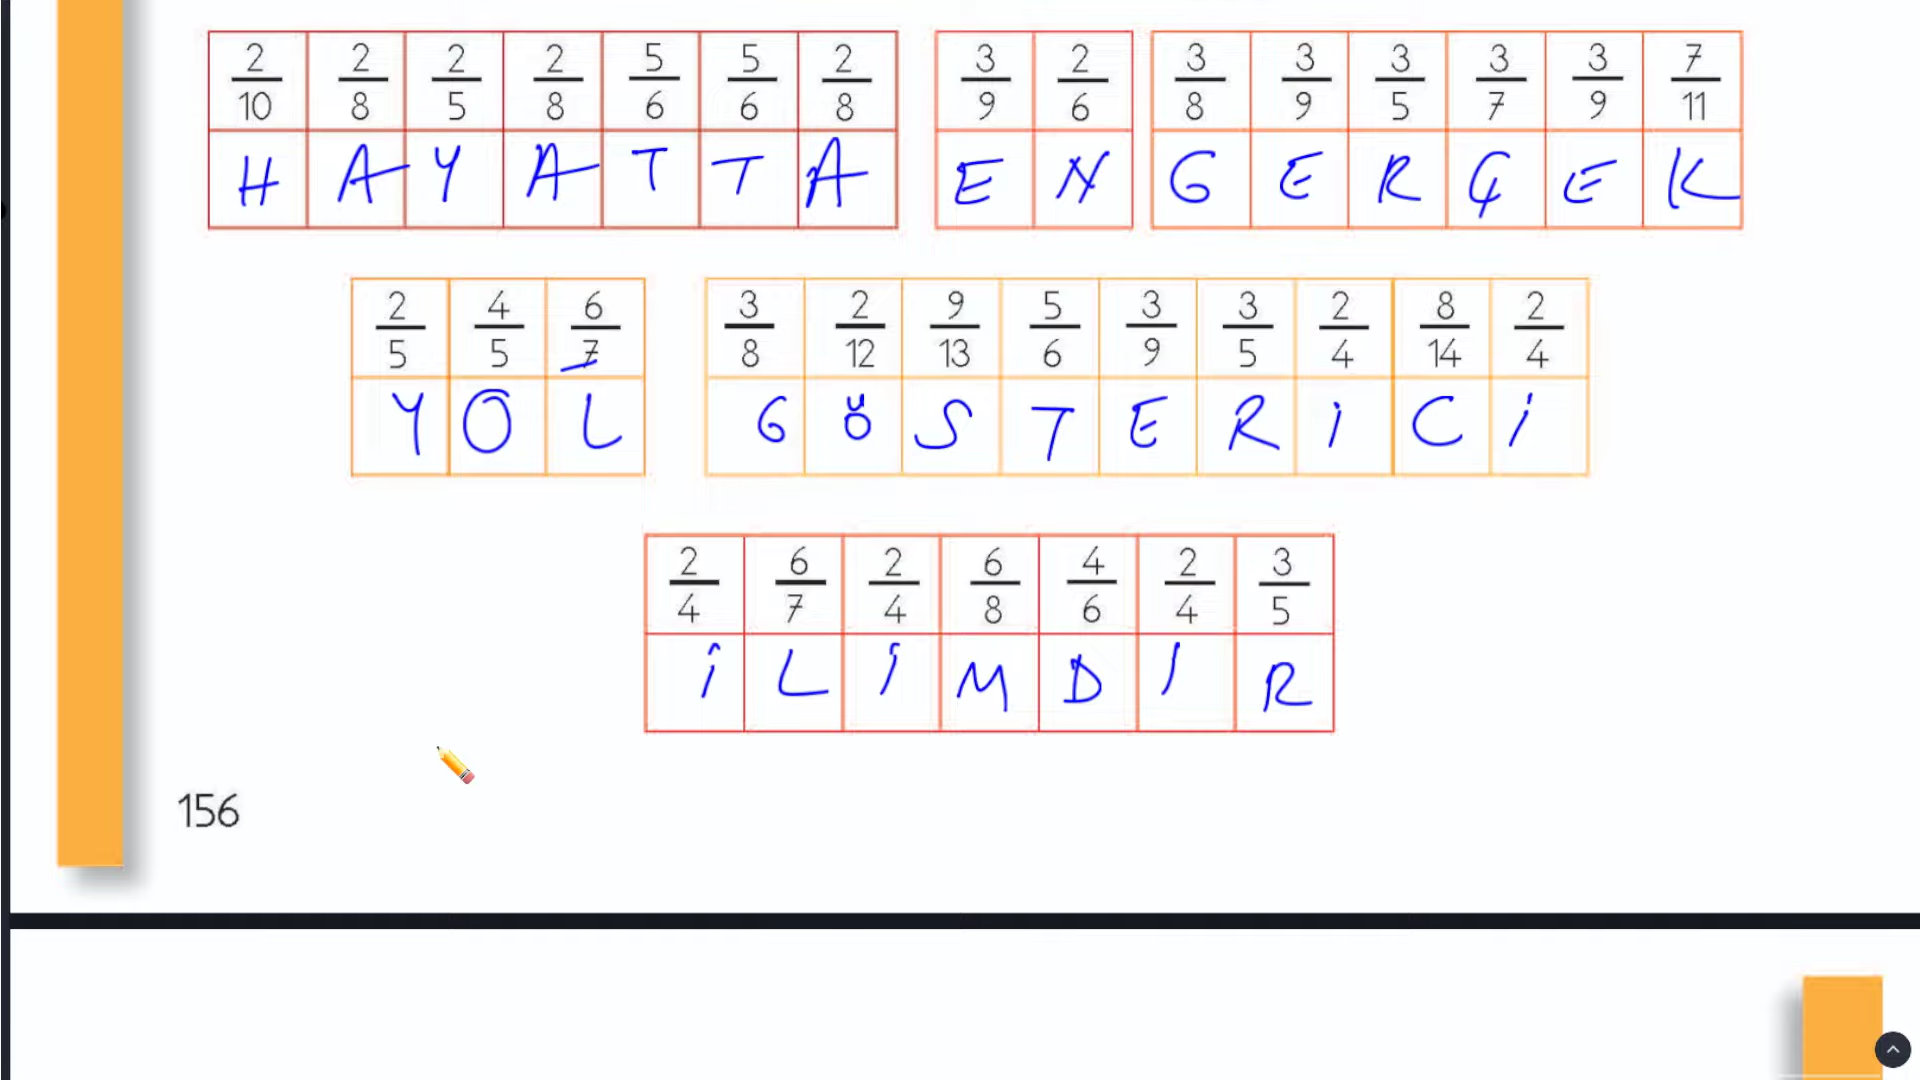 2/10 2/8 2/5 2/8 5/6 5/6 2/8 3/9 2/6 3/8 3/9 3/5 3/7 3/9 7/11
H A Y A T T A E N G E R Ç E K
2/5 4/5 6/7 3/8 2/12 9/13 5/6 3/9 3/5 2/4 8/14 2/4
Y O L G Ö S T E R İ C İ
2/4 6/7 2/4 6/8 4/6 2/4 3/5
İ L İ M D İ R
156